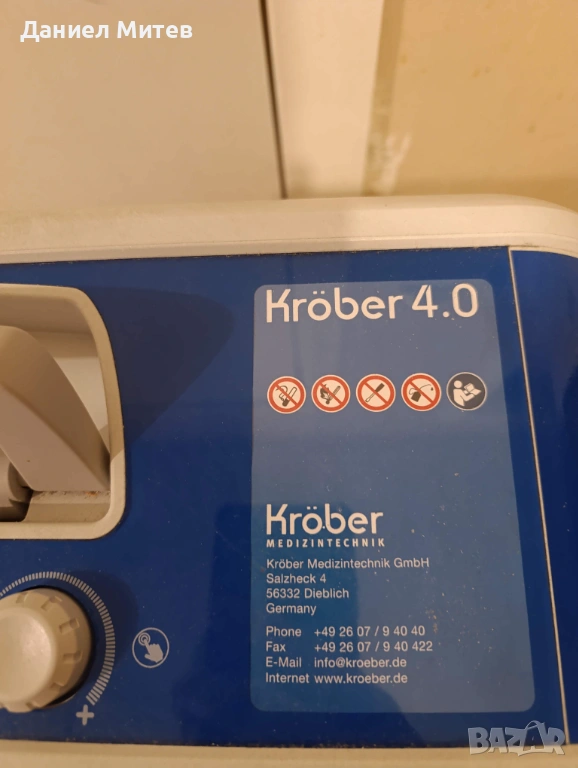 Даниел Митев
Kröber 4.0
Kröber
MEDIZINTECHNIK
Kröber Medizintechnik GmbH
Salzheck 4
56332 Dieblich
Germany
Phone +49 26 07 / 9 40 40
Fax +49 26 07 / 9 40 422
E-Mail info@kroeber.de
Internet www.kroeber.de
+
BAZAR